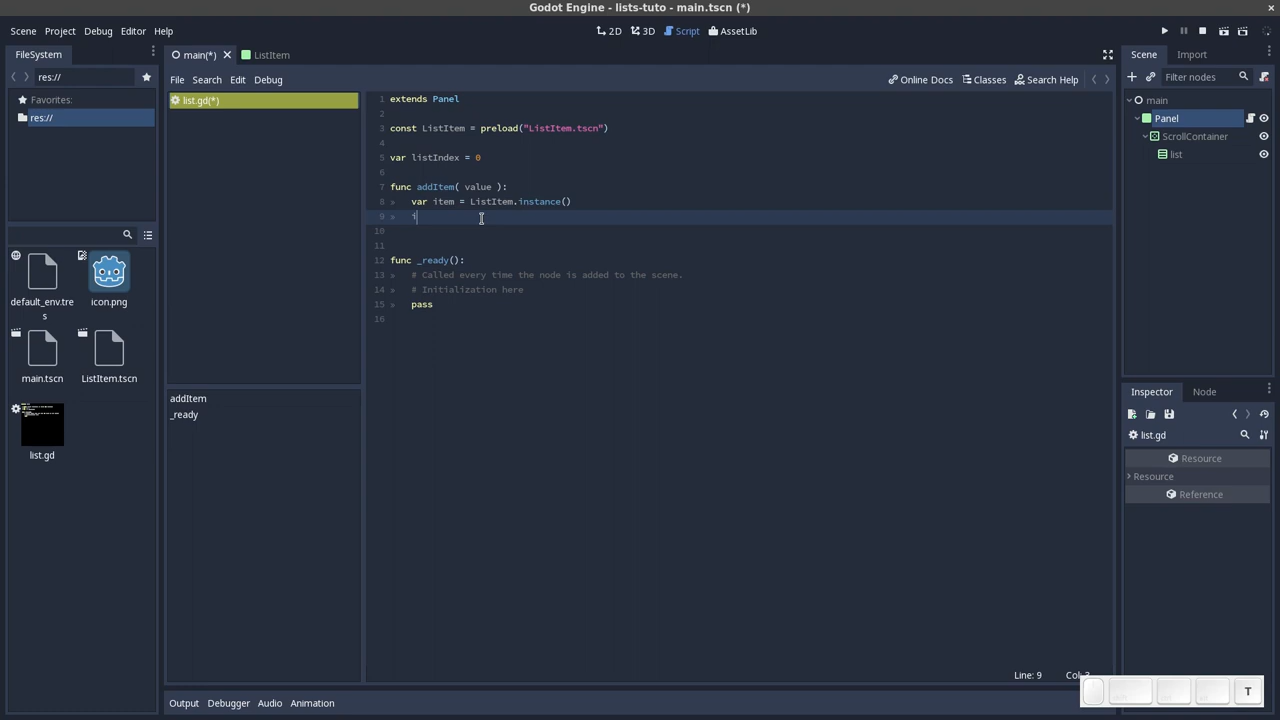 Godot Engine - lists-tuto - main.tscn (*)
Scene Project Debug Editor Help
2D 3D Script AssetLib
FileSystem
res://
Favorites:
res://
default_env.tre
s
icon.png
main.tscn
ListItem.tscn
list.gd
main(*)
ListItem
File Search Edit Debug
Online Docs Classes Search Help
list.gd(*)
addItem
_ready
1 extends Panel
2
3 const ListItem = preload("ListItem.tscn")
4
5 var listIndex = 0
6
7 func addItem( value ):
8 » var item = ListItem.instance()
9 » i
10
11
12 func _ready():
13 » # Called every time the node is added to the scene.
14 » # Initialization here
15 » pass
16
Line: 9
Output Debugger Audio Animation
Scene Import
Filter nodes
main
Panel
ScrollContainer
list
Inspector Node
list.gd
Resource
Resource
Reference
T